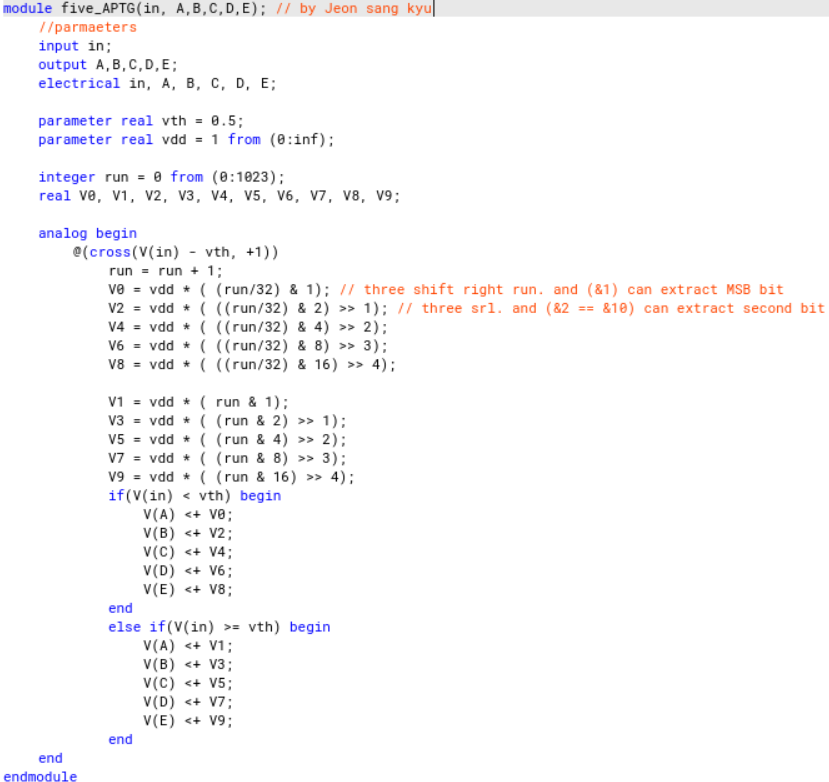 module five_APTG(in, A,B,C,D,E); // by Jeon sang kyu
//parmaeters
input in;
output A,B,C,D,E;
electrical in, A, B, C, D, E;
parameter real vth = 0.5;
parameter real vdd = 1 from (0:inf);
integer run = 0 from (0:1023);
real V0, V1, V2, V3, V4, V5, V6, V7, V8, V9;
analog begin
@(cross(V(in) - vth, +1))
run = run + 1;
V0 = vdd * ( (run/32) & 1); // three shift right run. and (&1) can extract MSB bit
V2 = vdd * ( ((run/32) & 2) >> 1); // three srl. and (&2 == &10) can extract second bit
V4 = vdd * ( ((run/32) & 4) >> 2);
V6 = vdd * ( ((run/32) & 8) >> 3);
V8 = vdd * ( ((run/32) & 16) >> 4);
V1 = vdd * ( run & 1);
V3 = vdd * ( (run & 2) >> 1);
V5 = vdd * ( (run & 4) >> 2);
V7 = vdd * ( (run & 8) >> 3);
V9 = vdd * ( (run & 16) >> 4);
if(V(in) < vth) begin
V(A) <+ V0;
V(B) <+ V2;
V(C) <+ V4;
V(D) <+ V6;
V(E) <+ V8;
end
else if(V(in) >= vth) begin
V(A) <+ V1;
V(B) <+ V3;
V(C) <+ V5;
V(D) <+ V7;
V(E) <+ V9;
end
end
endmodule